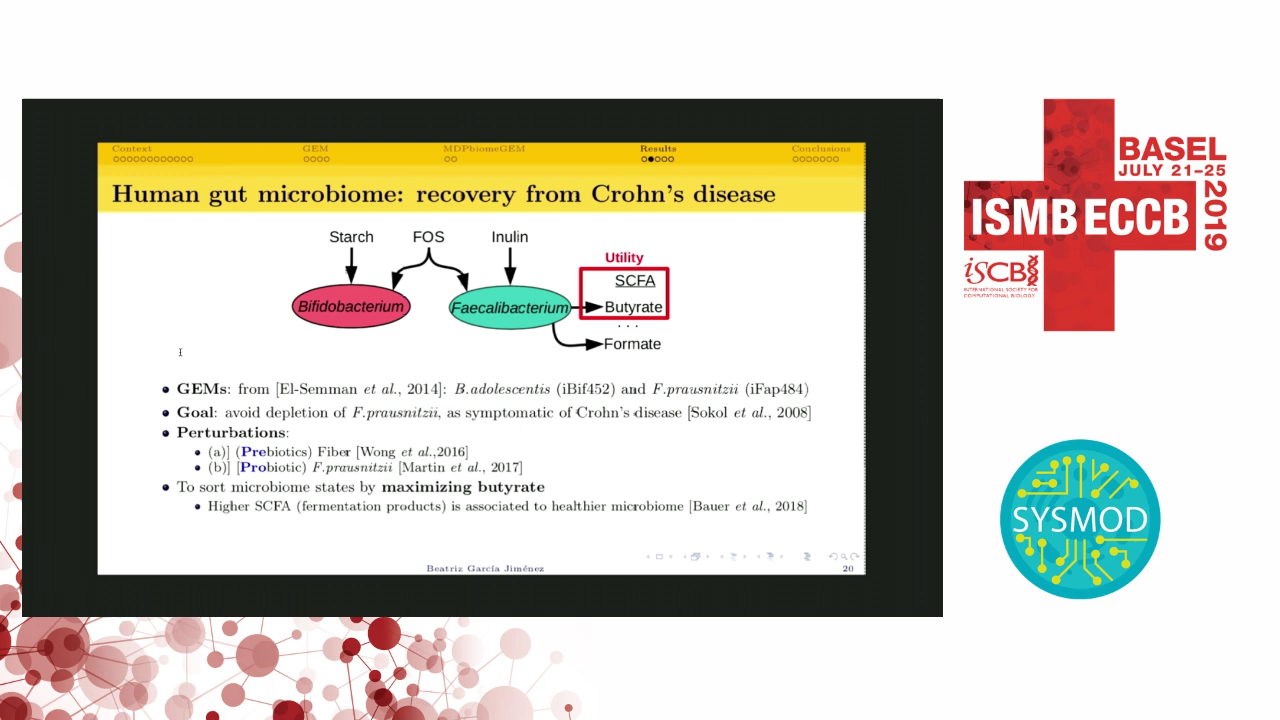 Context GEM MDPbiomeGEM Results Conclusions
Human gut microbiome: recovery from Crohn's disease
Starch FOS Inulin
Utility
SCFA
Bifidobacterium Faecalibacterium Butyrate
. . .
Formate
GEMs: from [El-Semman et al., 2014]: B.adolescentis (iBif452) and F.prausnitzii (iFap484)
Goal: avoid depletion of F.prausnitzii, as symptomatic of Crohn's disease [Sokol et al., 2008]
Perturbations:
(a)] (Prebiotics) Fiber [Wong et al.,2016]
(b)] [Probiotic) F.prausnitzii [Martin et al., 2017]
To sort microbiome states by maximizing butyrate
Higher SCFA (fermentation products) is associated to healthier microbiome [Bauer et al., 2018]
Beatriz García Jiménez 20
BASEL
JULY 21–25
2019
ISMB ECCB
ISCB
INTERNATIONAL SOCIETY FOR
COMPUTATIONAL BIOLOGY
SYSMOD